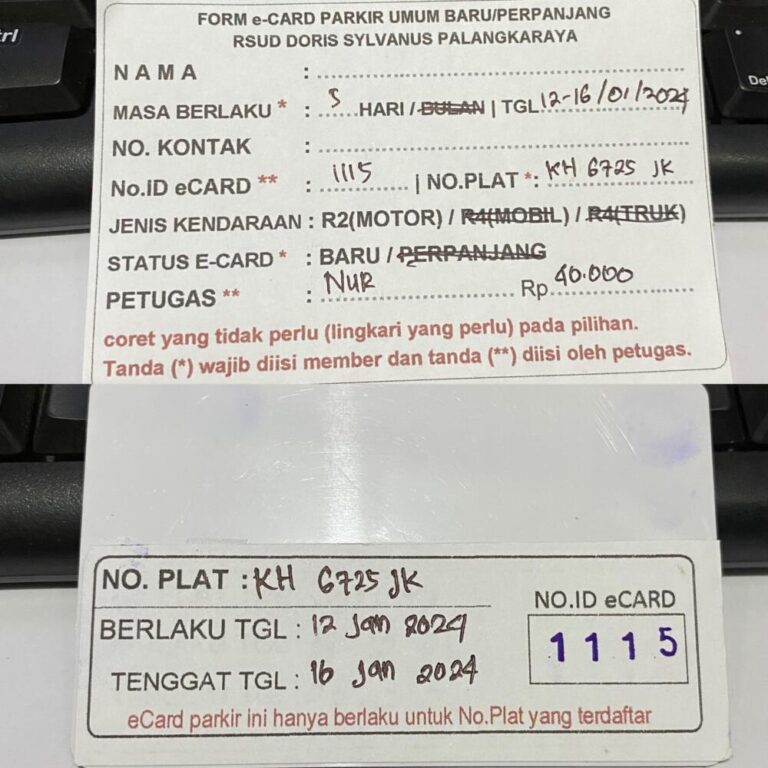 rl
De
FORM e-CARD PARKIR UMUM BARU/PERPANJANG
RSUD DORIS SYLVANUS PALANGKARAYA
NAMA :
MASA BERLAKU * : 5 HARI / BULAN | TGL. 12-16/01/2024
NO. KONTAK :
No.ID eCARD ** : 1115 | NO.PLAT *: KH 6725 JK
JENIS KENDARAAN : R2(MOTOR) / R4(MOBIL) / R4(TRUK)
STATUS E-CARD * : BARU / PERPANJANG
PETUGAS ** : NUR Rp. 40.000
coret yang tidak perlu (lingkari yang perlu) pada pilihan.
Tanda (*) wajib diisi member dan tanda (**) diisi oleh petugas.
NO. PLAT : KH 6725 JK
BERLAKU TGL : 12 Jan 2024
TENGGAT TGL : 16 Jan 2024
NO.ID eCARD
1115
eCard parkir ini hanya berlaku untuk No.Plat yang terdaftar